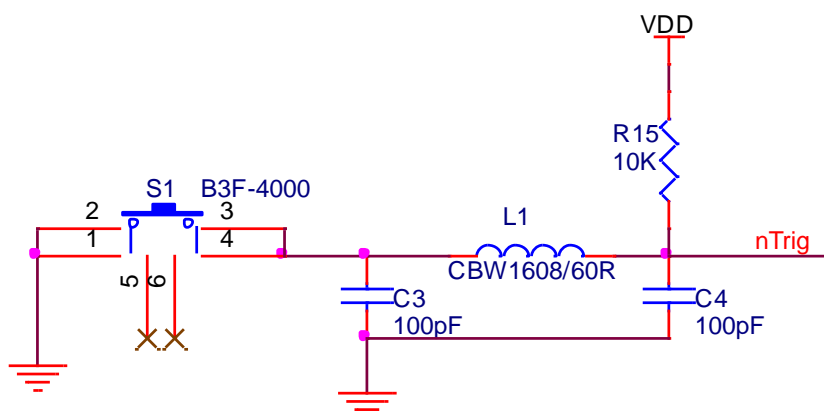 VDD
R15
10K
S1 B3F-4000
2
3
1
4
L1
nTrig
CBW1608/60R
5
6
C3
100pF
C4
100pF